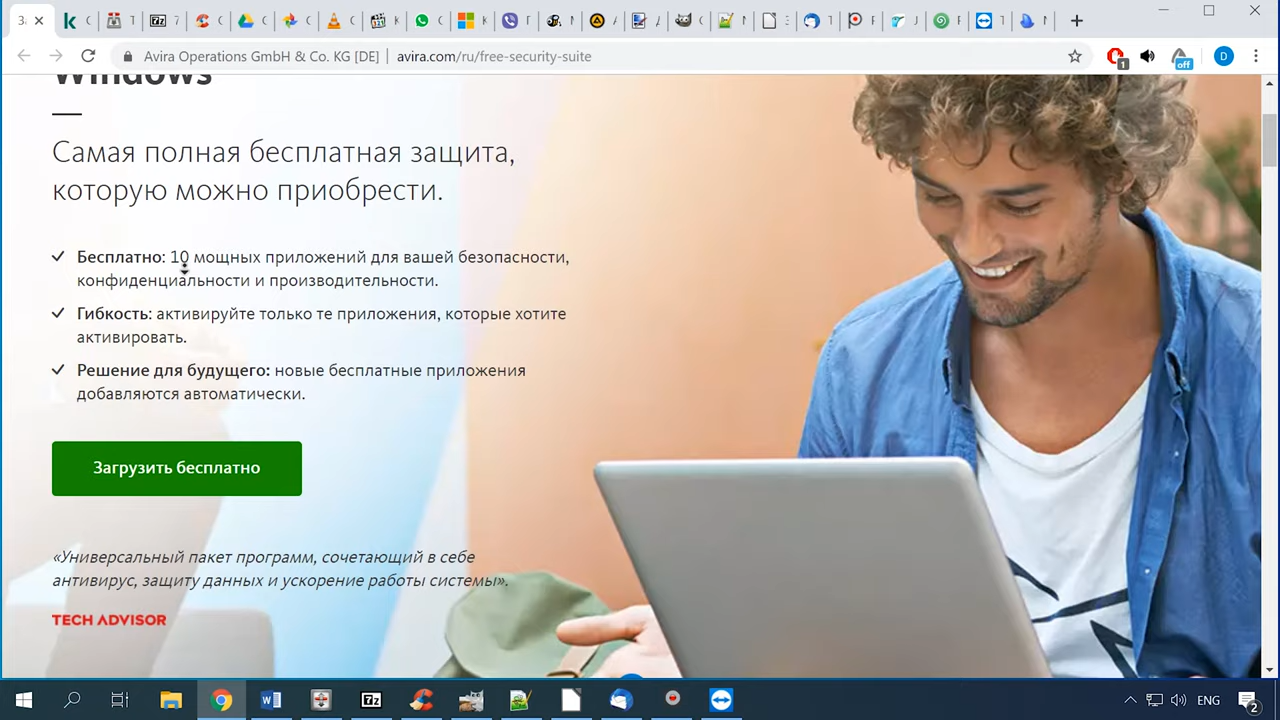 Avira Operations GmbH & Co. KG [DE] | avira.com/ru/free-security-suite
1
off
D
Windows
Самая полная бесплатная защита,
которую можно приобрести.
Бесплатно: 10 мощных приложений для вашей безопасности,
конфиденциальности и производительности.
Гибкость: активируйте только те приложения, которые хотите
активировать.
Решение для будущего: новые бесплатные приложения
добавляются автоматически.
Загрузить бесплатно
«Универсальный пакет программ, сочетающий в себе
антивирус, защиту данных и ускорение работы системы».
TECH ADVISOR
ENG
2